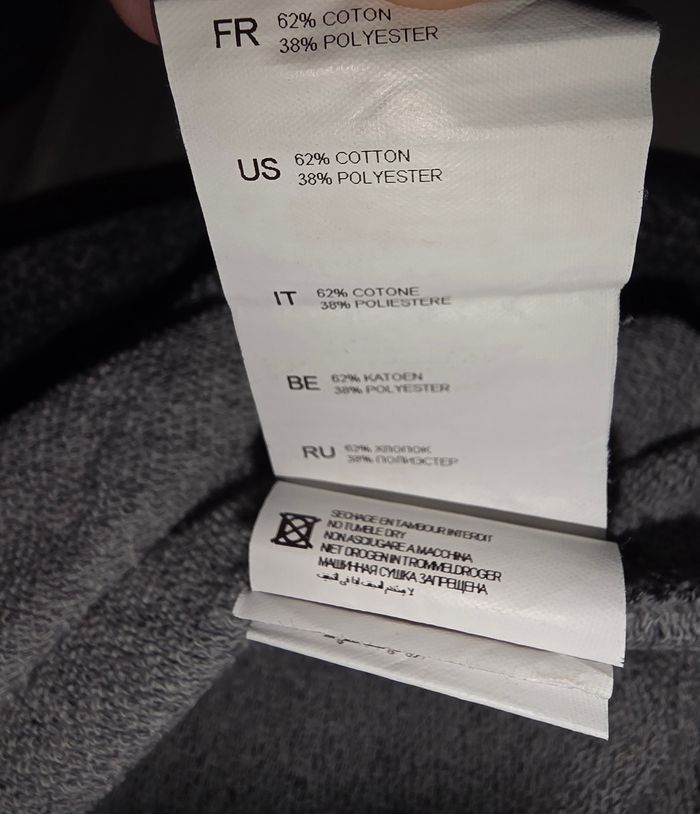 FR 62% COTON
38% POLYESTER
US 62% COTTON
38% POLYESTER
IT 62% COTONE
38% POLIESTERE
BE 62% KATOEN
38% POLYESTER
RU 62% ХЛОПОК
38% ПОЛИЭСТЕР
SECHAGE EN TAMBOUR INTERDIT
NO TUMBLE DRY
NON ASCIUGARE A MACCHINA
NIET DROGEN IN TROMMELDROGER
МАШИННАЯ СУШКА ЗАПРЕЩЕНА